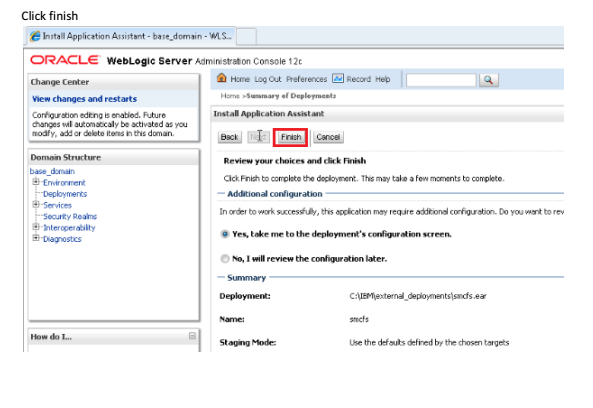 Click finish
Install Application Assistant - base_domain - WLS...
ORACLE WebLogic Server Administration Console 12c
Change Center
View changes and restarts
Configuration editing is enabled. Future
changes will automatically be activated as you
modify, add or delete items in this domain.
Domain Structure
base_domain
Environment
Deployments
Services
Security Realms
Interoperability
Diagnostics
How do I...
Home Log Out Preferences Record Help
Home >Summary of Deployments
Install Application Assistant
Back Next Finish Cancel
Review your choices and click Finish
Click Finish to complete the deployment. This may take a few moments to complete.
Additional configuration
In order to work successfully, this application may require additional configuration. Do you want to rev
Yes, take me to the deployment's configuration screen.
No, I will review the configuration later.
Summary
Deployment: C:\IBM\external_deployments\smcfs.ear
Name: smcfs
Staging Mode: Use the defaults defined by the chosen targets